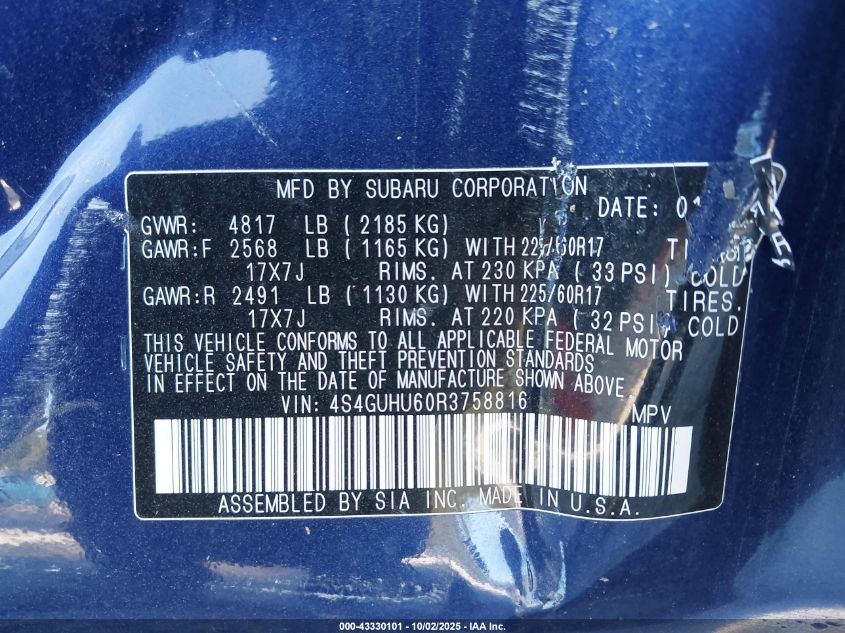 MFD BY SUBARU CORPORATION
DATE: 01
GVWR: 4817 LB (2185 KG)
GAWR:F 2568 LB (1165 KG) WITH 225/60R17
17X7J RIMS. AT 230 KPA (33 PSI) COLD
GAWR:R 2491 LB (1130 KG) WITH 225/60R17 TIRES.
17X7J RIMS. AT 220 KPA (32 PSI) COLD
THIS VEHICLE CONFORMS TO ALL APPLICABLE FEDERAL MOTOR
VEHICLE SAFETY AND THEFT PREVENTION STANDARDS
IN EFFECT ON THE DATE OF MANUFACTURE SHOWN ABOVE.
VIN: 4S4GUHU60R3758816 MPV
ASSEMBLED BY SIA INC. MADE IN U.S.A.
000-43330101 - 10/02/2025 - IAA Inc.